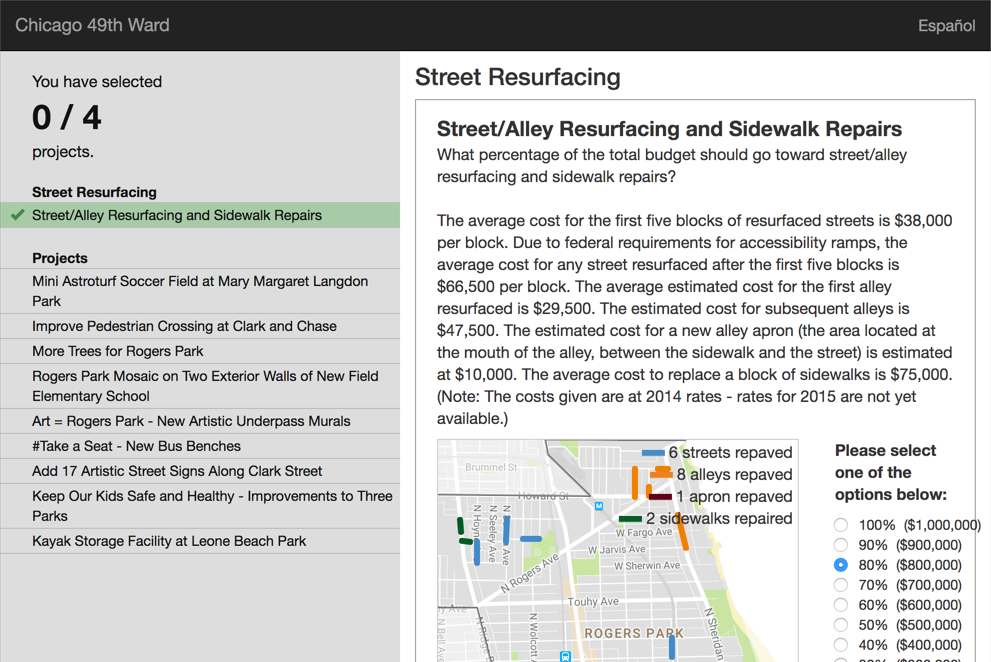 Chicago 49th Ward
Español
You have selected
0 / 4
projects.
Street Resurfacing
Street/Alley Resurfacing and Sidewalk Repairs
Projects
Mini Astroturf Soccer Field at Mary Margaret Langdon
Park
Improve Pedestrian Crossing at Clark and Chase
More Trees for Rogers Park
Rogers Park Mosaic on Two Exterior Walls of New Field
Elementary School
Art = Rogers Park - New Artistic Underpass Murals
#Take a Seat - New Bus Benches
Add 17 Artistic Street Signs Along Clark Street
Keep Our Kids Safe and Healthy - Improvements to Three
Parks
Kayak Storage Facility at Leone Beach Park
Street Resurfacing
Street/Alley Resurfacing and Sidewalk Repairs
What percentage of the total budget should go toward street/alley
resurfacing and sidewalk repairs?
The average cost for the first five blocks of resurfaced streets is $38,000
per block. Due to federal requirements for accessibility ramps, the
average cost for any street resurfaced after the first five blocks is
$66,500 per block. The average estimated cost for the first alley
resurfaced is $29,500. The estimated cost for subsequent alleys is
$47,500. The estimated cost for a new alley apron (the area located at
the mouth of the alley, between the sidewalk and the street) is estimated
at $10,000. The average cost to replace a block of sidewalks is $75,000.
(Note: The costs given are at 2014 rates - rates for 2015 are not yet
available.)
6 streets repaved
8 alleys repaved
1 apron repaved
2 sidewalks repaired
Brummel St
Howard St
M
N Hoyn
N Seeley Ave
N
Ave
W Fargo Ave
W Jarvis Ave
W Sherwin Ave
N Rogers Ave
Touhy Ave
ROGERS PARK
N Sheridan
N Wolcott
N Bell Ave
N Ridge B
Please select
one of the
options below:
100% ($1,000,000)
90% ($900,000)
80% ($800,000)
70% ($700,000)
60% ($600,000)
50% ($500,000)
40% ($400,000)